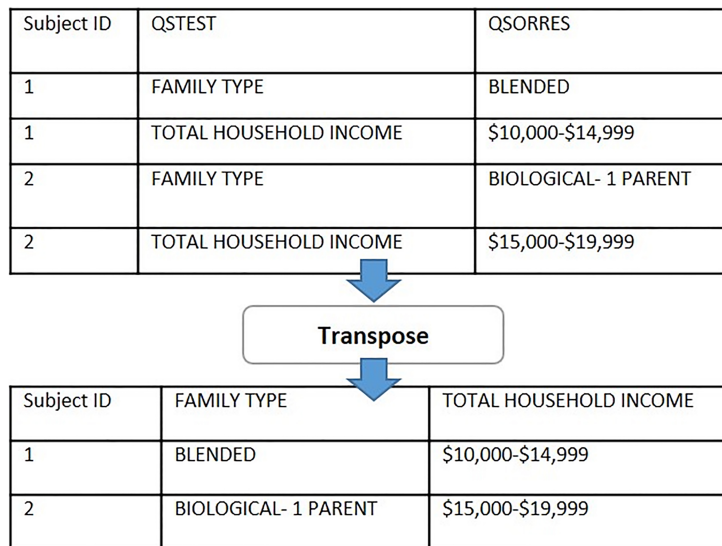 Subject ID QSTEST QSORRES
1 FAMILY TYPE BLENDED
1 TOTAL HOUSEHOLD INCOME $10,000-$14,999
2 FAMILY TYPE BIOLOGICAL- 1 PARENT
2 TOTAL HOUSEHOLD INCOME $15,000-$19,999
Transpose
Subject ID FAMILY TYPE TOTAL HOUSEHOLD INCOME
1 BLENDED $10,000-$14,999
2 BIOLOGICAL- 1 PARENT $15,000-$19,999